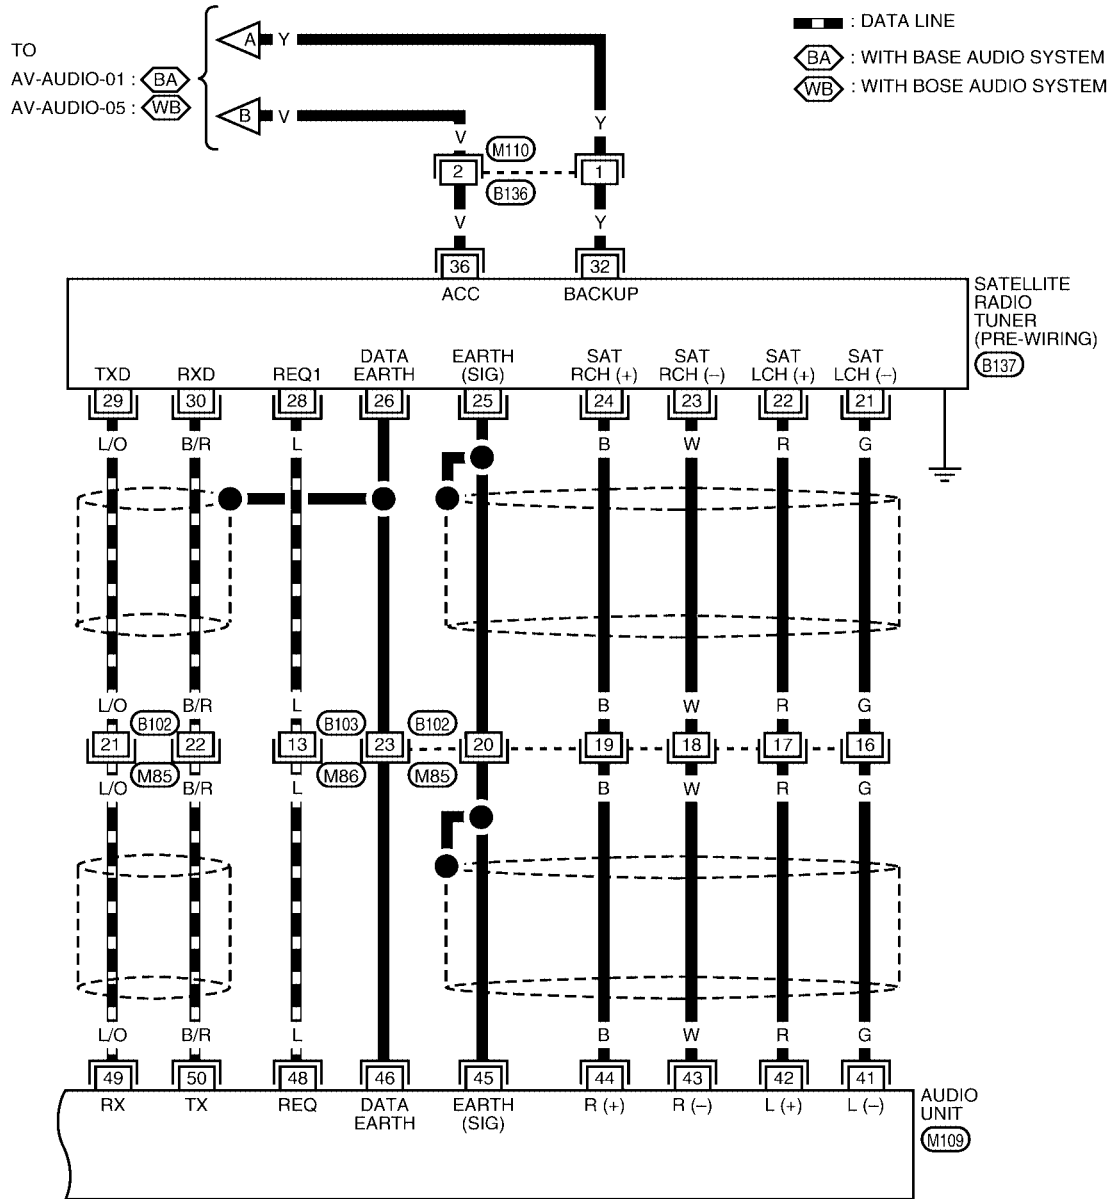 TO
AV-AUDIO-01 : BA
AV-AUDIO-05 : WB
A Y
B V
: DATA LINE
BA : WITH BASE AUDIO SYSTEM
WB : WITH BOSE AUDIO SYSTEM
V Y
2 M110 1
B136
V Y
36 32
ACC BACKUP
SATELLITE
RADIO
TUNER
(PRE-WIRING)
B137
TXD RXD REQ1 DATA EARTH EARTH (SIG) SAT RCH (+) SAT RCH (–) SAT LCH (+) SAT LCH (–)
29 30 28 26 25 24 23 22 21
L/O B/R L B W R G
L/O B/R L B W R G
B102 B103 B102
21 22 13 23 20 19 18 17 16
M85 M86 M85
L/O B/R L B W R G
L/O B/R L B W R G
49 50 48 46 45 44 43 42 41
RX TX REQ DATA EARTH EARTH (SIG) R (+) R (–) L (+) L (–)
AUDIO
UNIT
M109